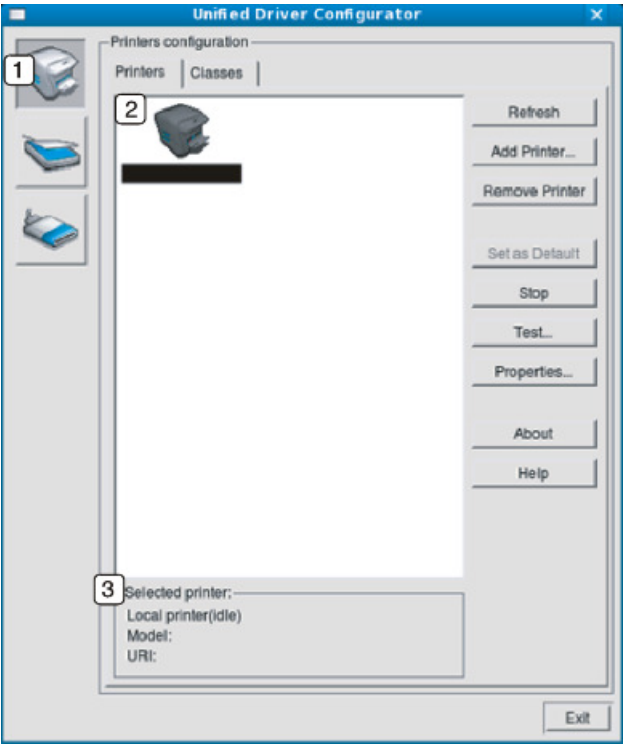 Unified Driver Configurator
Printers configuration
1
Printers Classes
2
Refresh
Add Printer...
Remove Printer
Set as Default
Stop
Test...
Properties...
About
Help
3
Selected printer:
Local printer(idle)
Model:
URI:
Exit